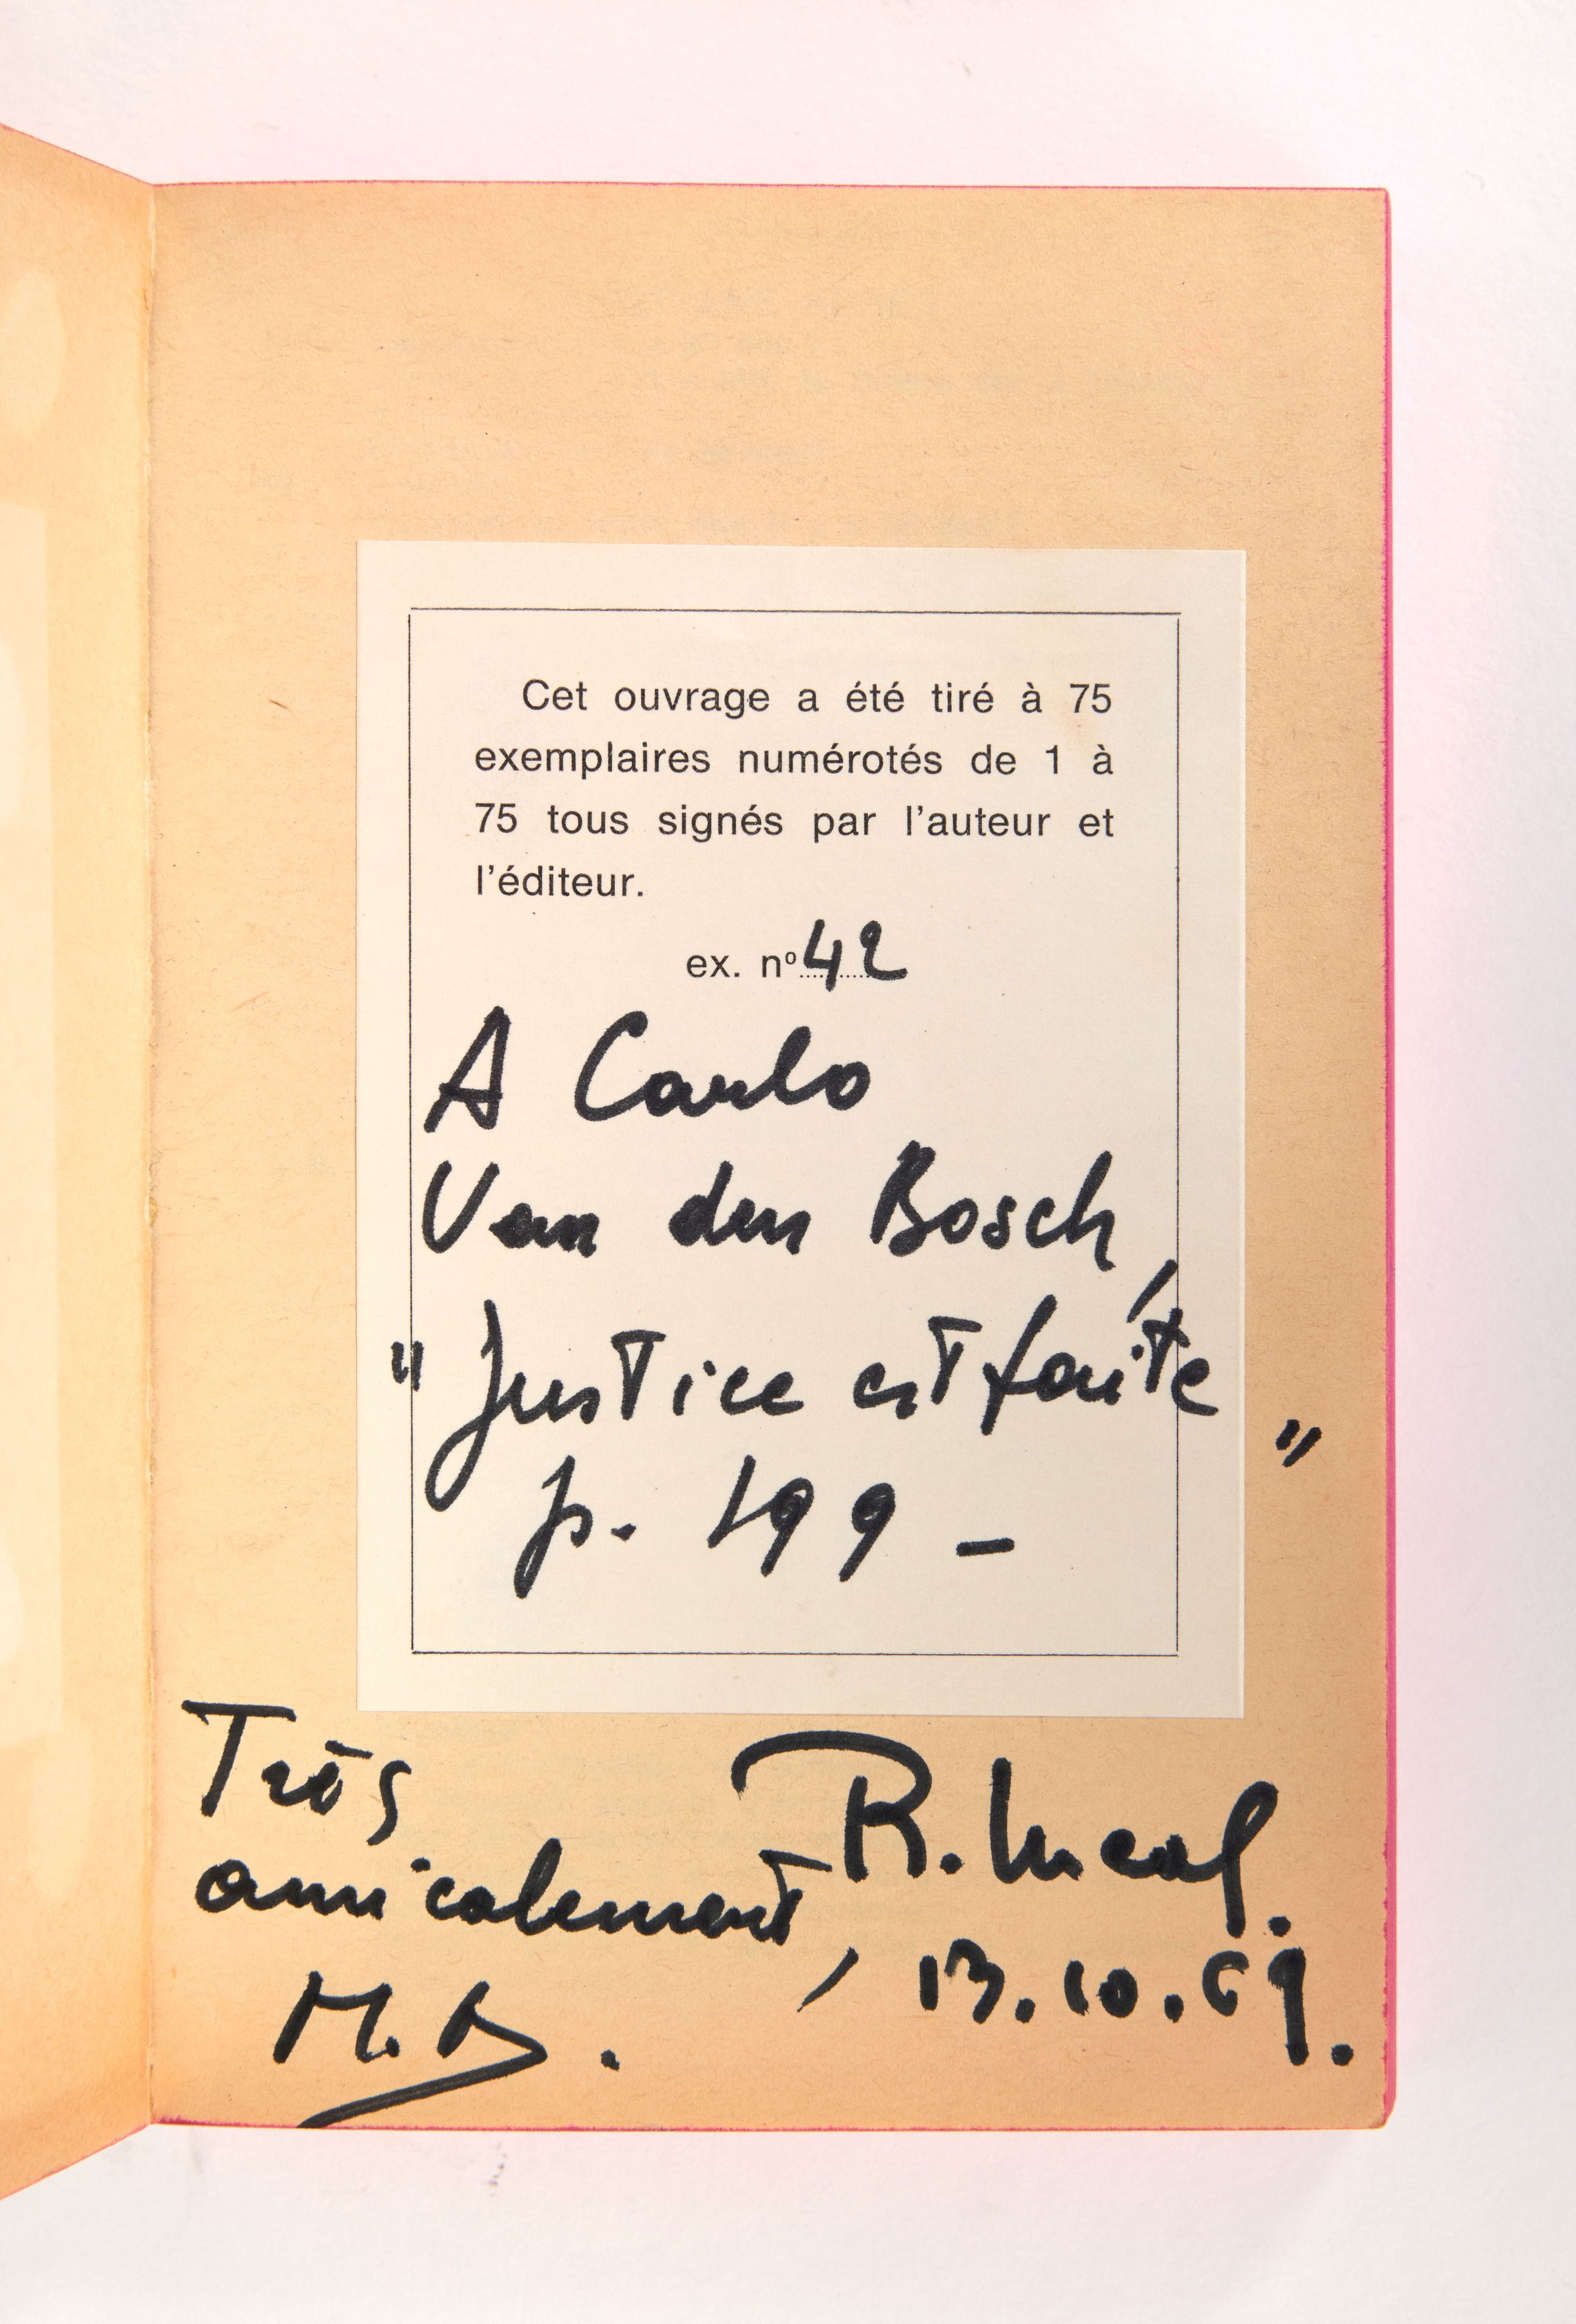 Cet ouvrage a été tiré à 75
exemplaires numérotés de 1 à
75 tous signés par l'auteur et
l'éditeur.
ex. nº 42
A Carlo
Van den Bosch,
"Justice est faite"
p. 199 –
Très
amicalement,
R.
13.10.69.
M.B.